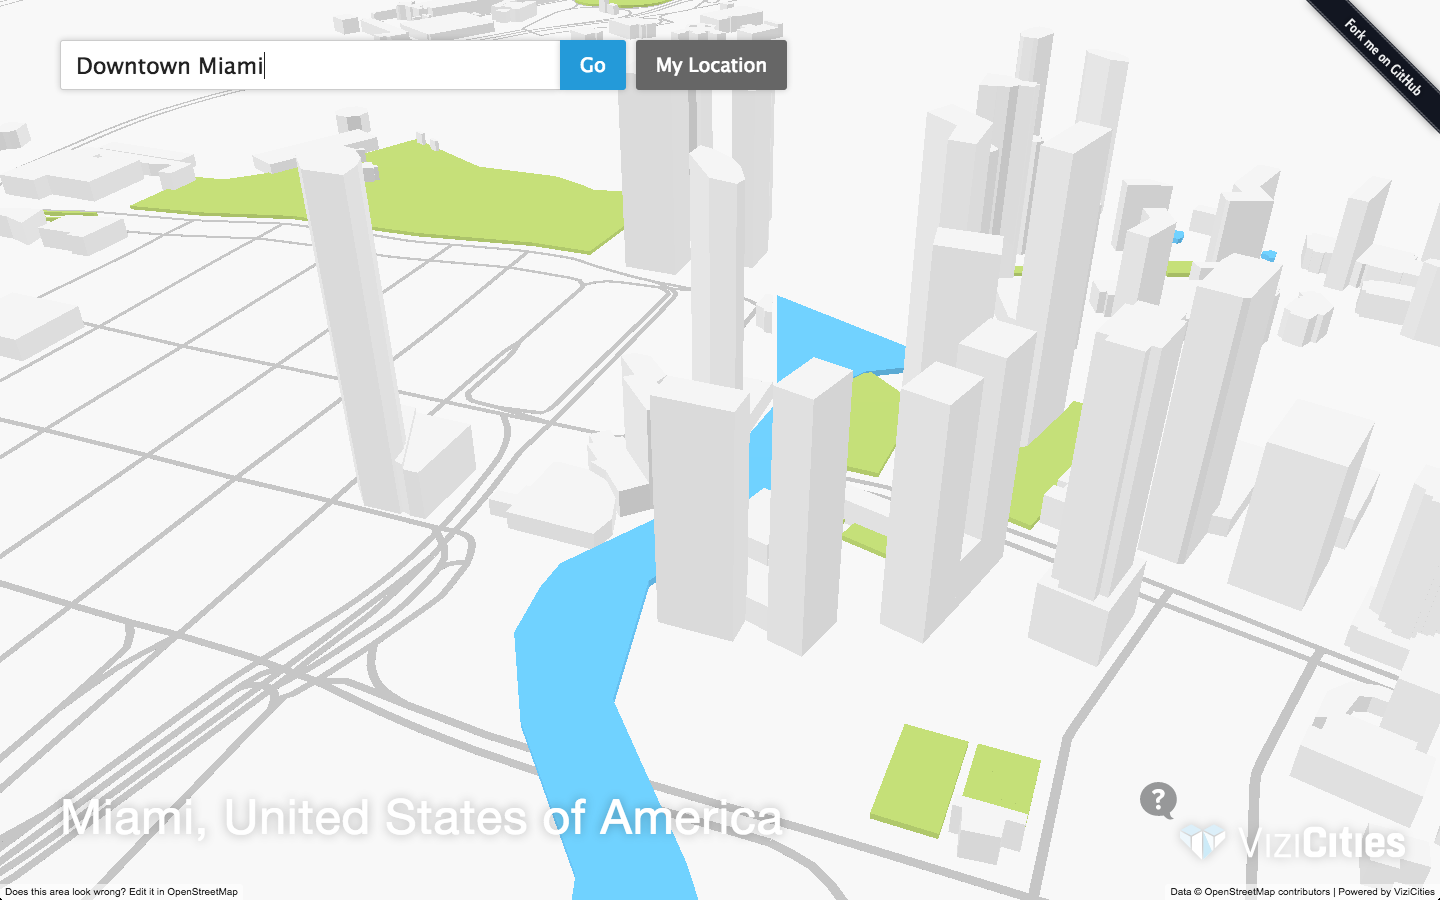 Downtown Miami
Go
My Location
Fork me on GitHub
Miami, United States of America
?
ViziCities
Does this area look wrong? Edit it in OpenStreetMap
Data © OpenStreetMap contributors | Powered by ViziCities